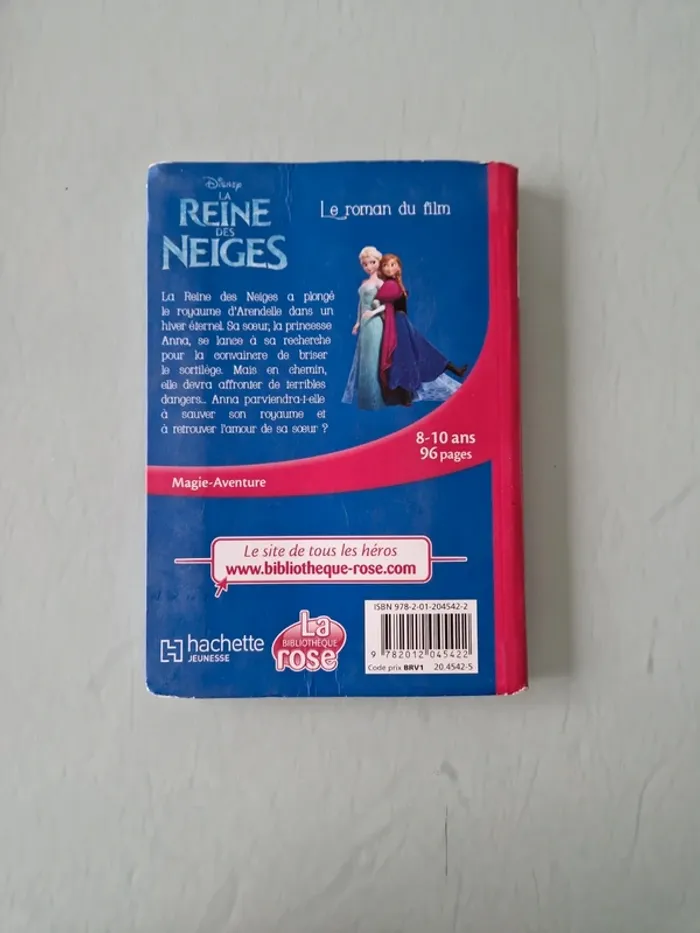 Disney
LA
REINE
DES
NEIGES
Le roman du film
La Reine des Neiges a plongé
le royaume d'Arendelle dans un
hiver éternel. Sa sœur, la princesse
Anna, se lance à sa recherche
pour la convaincre de briser
le sortilège. Mais en chemin,
elle devra affronter de terribles
dangers... Anna parviendra-t-elle
à sauver son royaume et
à retrouver l'amour de sa sœur ?
8-10 ans
96 pages
Magie-Aventure
Le site de tous les héros
www.bibliotheque-rose.com
hachette
JEUNESSE
La
BIBLIOTHÈQUE
rose
ISBN 978-2-01-204542-2
9 782012 045422
Code prix BRV1 20.4542-5